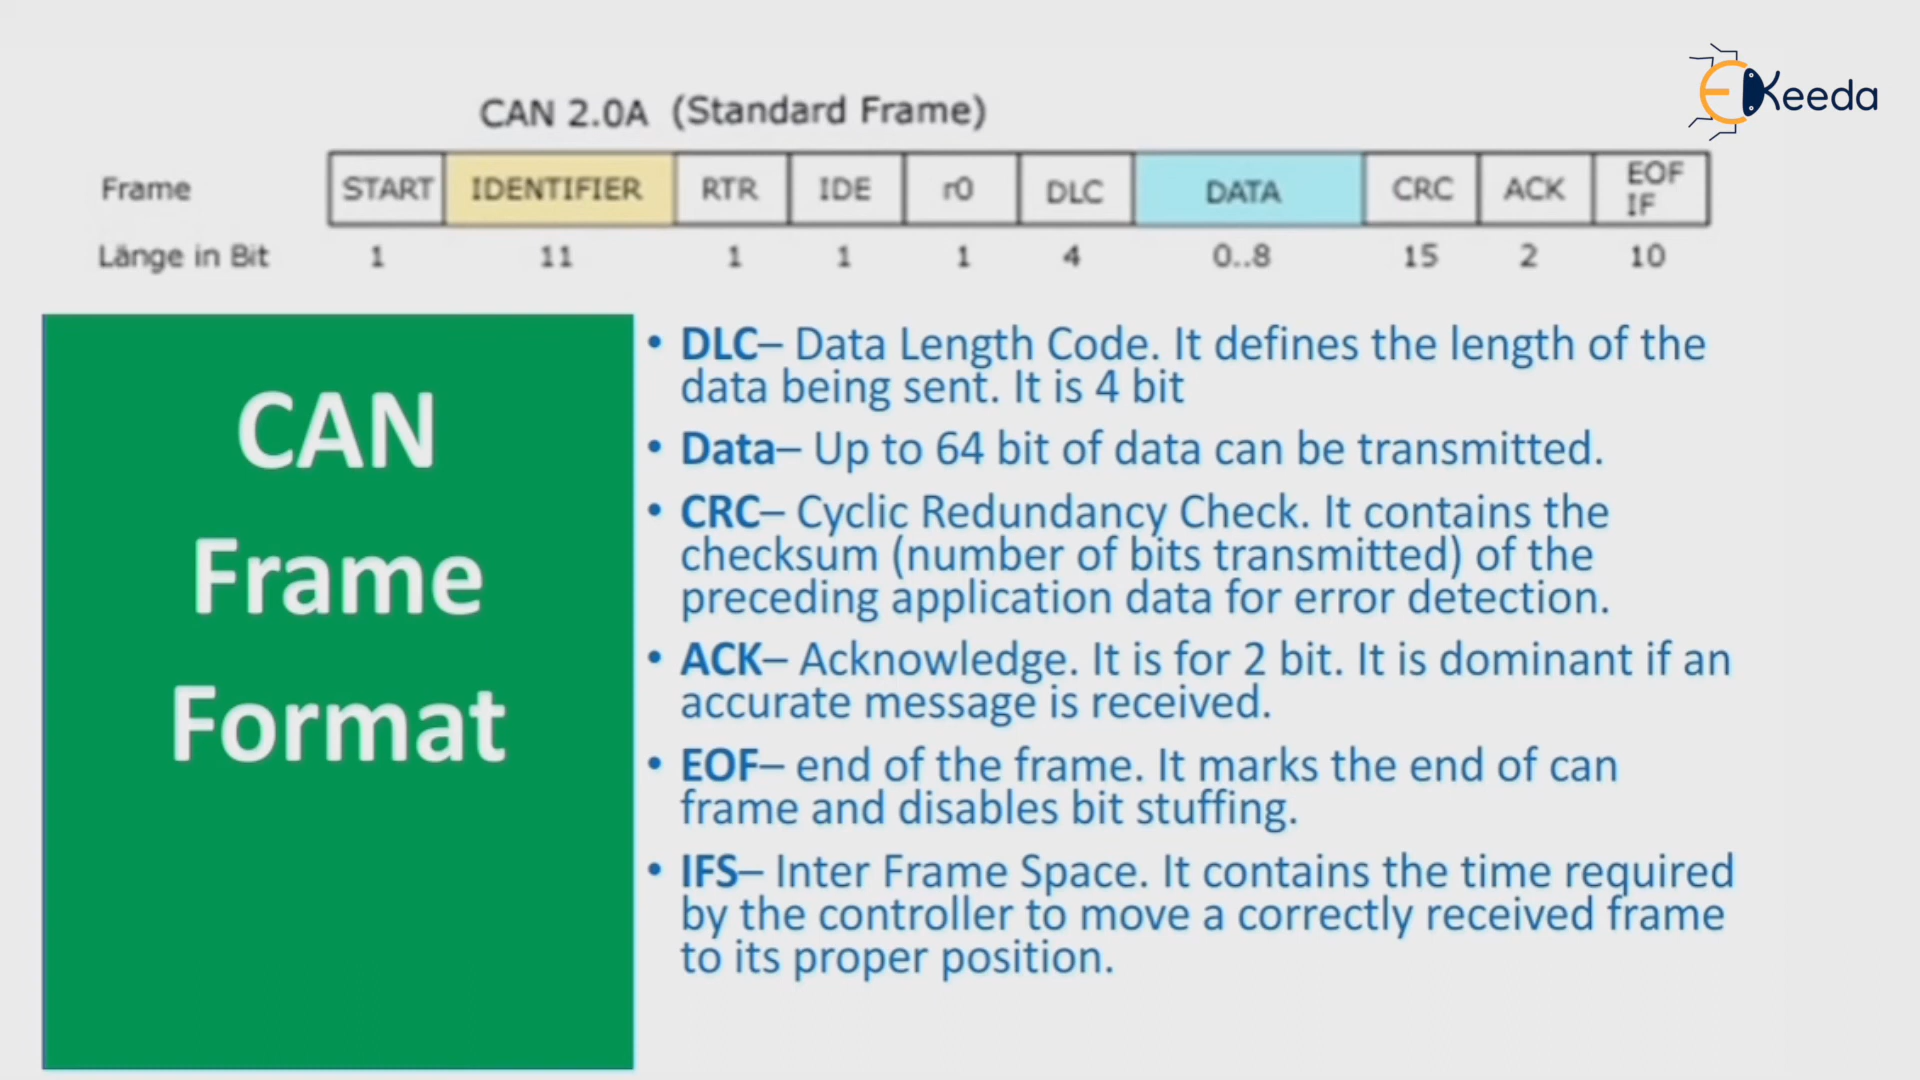 Keeda
CAN 2.0A (Standard Frame)
Frame START IDENTIFIER RTR IDE r0 DLC DATA CRC ACK EOF IF
Länge in Bit 1 11 1 1 1 4 0..8 15 2 10
CAN
Frame
Format
• DLC– Data Length Code. It defines the length of the
data being sent. It is 4 bit
• Data– Up to 64 bit of data can be transmitted.
• CRC– Cyclic Redundancy Check. It contains the
checksum (number of bits transmitted) of the
preceding application data for error detection.
• ACK– Acknowledge. It is for 2 bit. It is dominant if an
accurate message is received.
• EOF– end of the frame. It marks the end of can
frame and disables bit stuffing.
• IFS– Inter Frame Space. It contains the time required
by the controller to move a correctly received frame
to its proper position.